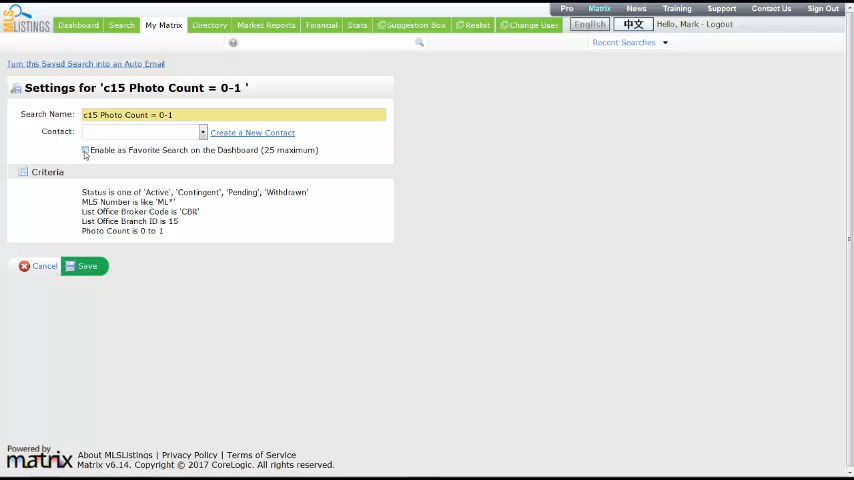 Pro Matrix News Training Support Contact Us Sign Out
MLSLISTINGS Dashboard Search My Matrix Directory Market Reports Financial Stats Suggestion Box Realist Change User English 中文 Hello, Mark - Logout
Recent Searches
Turn this Saved Search into an Auto Email
Settings for 'c15 Photo Count = 0-1 '
Search Name: c15 Photo Count = 0-1
Contact: Create a New Contact
Enable as Favorite Search on the Dashboard (25 maximum)
Criteria
Status is one of 'Active', 'Contingent', 'Pending', 'Withdrawn'
MLS Number is like 'ML*'
List Office Broker Code is 'CBR'
List Office Branch ID is 15
Photo Count is 0 to 1
Cancel Save
Powered by
matrix
About MLSListings | Privacy Policy | Terms of Service
Matrix v6.14. Copyright © 2017 CoreLogic. All rights reserved.